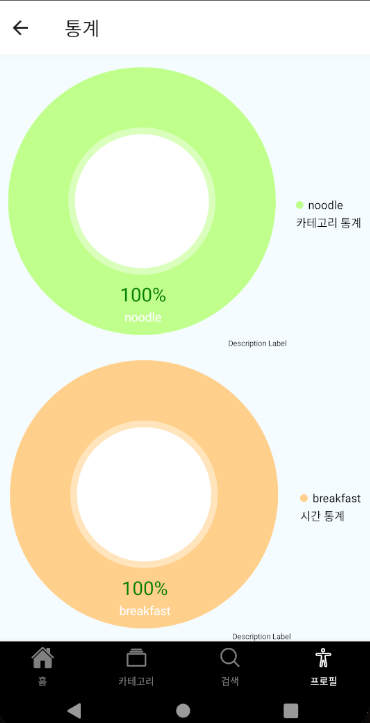 통계
noodle
카테고리 통계
100%
noodle
Description Label
breakfast
시간 통계
100%
breakfast
Description Label
홈
카테고리
검색
프로필